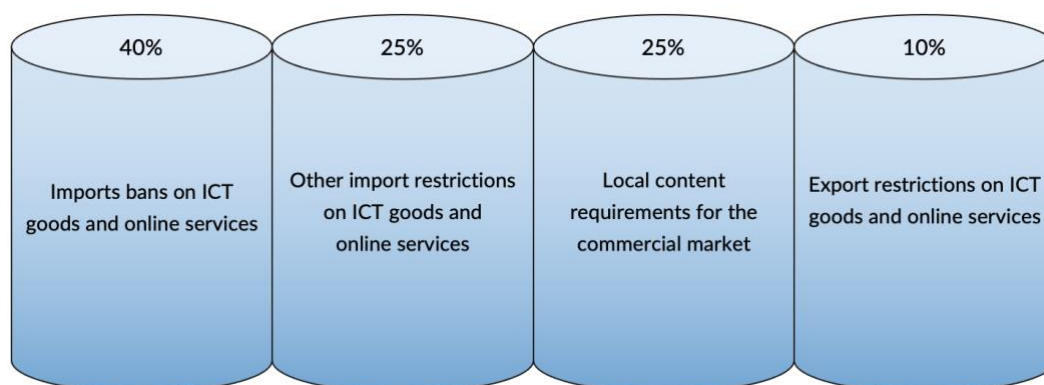 40%
25%
25%
10%
Imports bans on ICT
goods and online services
Other import restrictions
on ICT goods and
online services
Local content
requirements for the
commercial market
Export restrictions on ICT
goods and online services